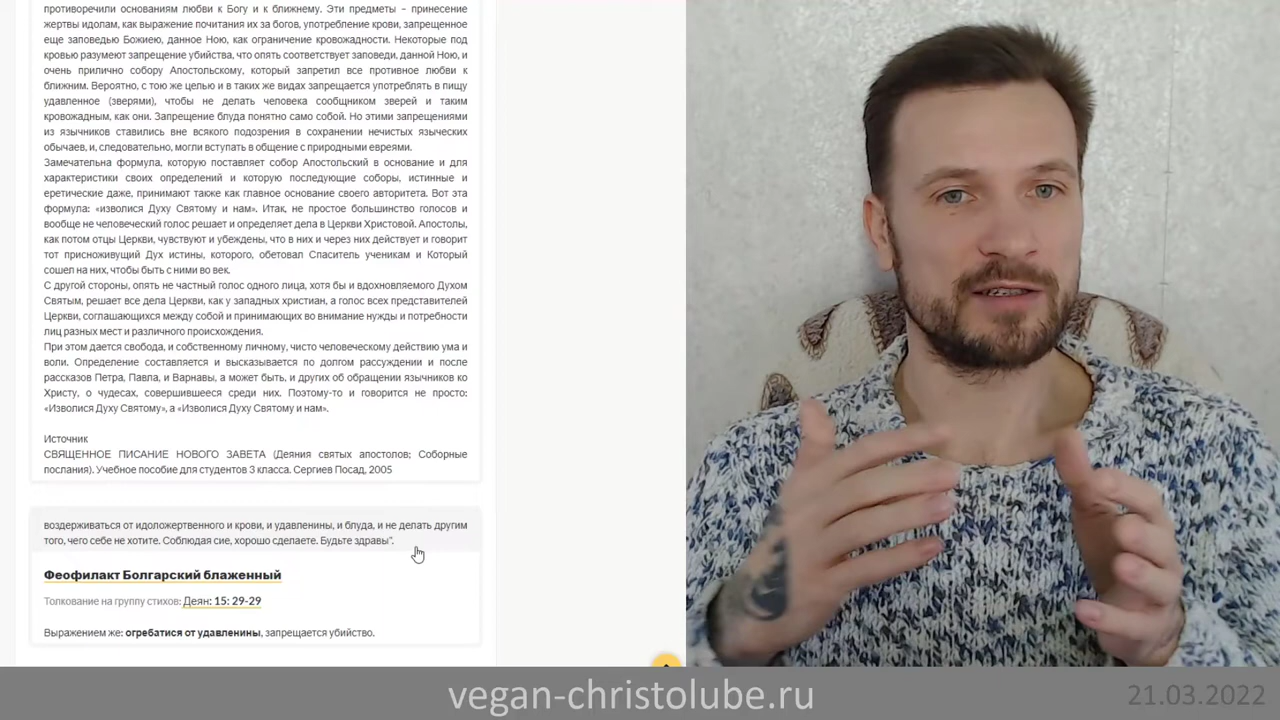 противоречили основаниям любви к Богу и к ближнему. Эти предметы – принесение
жертвы идолам, как выражение почитания их за богов, употребление крови, запрещенное
еще заповедью Божиею, данное Ною, как ограничение кровожадности. Некоторые под
кровью разумеют запрещение убийства, что опять соответствует заповеди, данной Ною, и
очень прилично собору Апостольскому, который запретил все противное любви к
ближним. Вероятно, с тою же целью и в таких же видах запрещается употреблять в пищу
удавленное (зверями), чтобы не делать человека сообщником зверей и таким
кровожадным, как они. Запрещение блуда понятно само собой. Но этими запрещениями
из язычников ставились вне всякого подозрения в сохранении нечистых языческих
обычаев, и, следовательно, могли вступать в общение с природными евреями.
Замечательна формула, которую поставляет собор Апостольский в основание и для
характеристики своих определений и которую последующие соборы, истинные и
еретические даже, принимают также как главное основание своего авторитета. Вот эта
формула: «изволися Духу Святому и нам». Итак, не простое большинство голосов и
вообще не человеческий голос решает и определяет дела в Церкви Христовой. Апостолы,
как потом отцы Церкви, чувствуют и убеждены, что в них и через них действует и говорит
тот присноживущий Дух истины, которого, обетовал Спаситель ученикам и Который
сошел на них, чтобы быть с ними во век.
С другой стороны, опять не частный голос одного лица, хотя бы и вдохновляемого Духом
Святым, решает все дела Церкви, как у западных христиан, а голос всех представителей
Церкви, соглашающихся между собой и принимающих во внимание нужды и потребности
лиц разных мест и различного происхождения.
При этом дается свобода, и собственному личному, чисто человеческому действию ума и
воли. Определение составляется и высказывается по долгом рассуждении и после
рассказов Петра, Павла, и Варнавы, а может быть, и других об обращении язычников ко
Христу, о чудесах, совершившееся среди них. Поэтому-то и говорится не просто:
«Изволися Духу Святому», а «Изволися Духу Святому и нам».
Источник
СВЯЩЕННОЕ ПИСАНИЕ НОВОГО ЗАВЕТА (Деяния святых апостолов; Соборные
послания). Учебное пособие для студентов 3 класса. Сергиев Посад, 2005
воздерживаться от идоложертвенного и крови, и удавленины, и блуда, и не делать другим
того, чего себе не хотите. Соблюдая сие, хорошо сделаете. Будьте здравы".
Феофилакт Болгарский блаженный
Толкование на группу стихов: Деян: 15: 29-29
Выражением же: огребатися от удавленины, запрещается убийство.
vegan-christolube.ru
21.03.2022